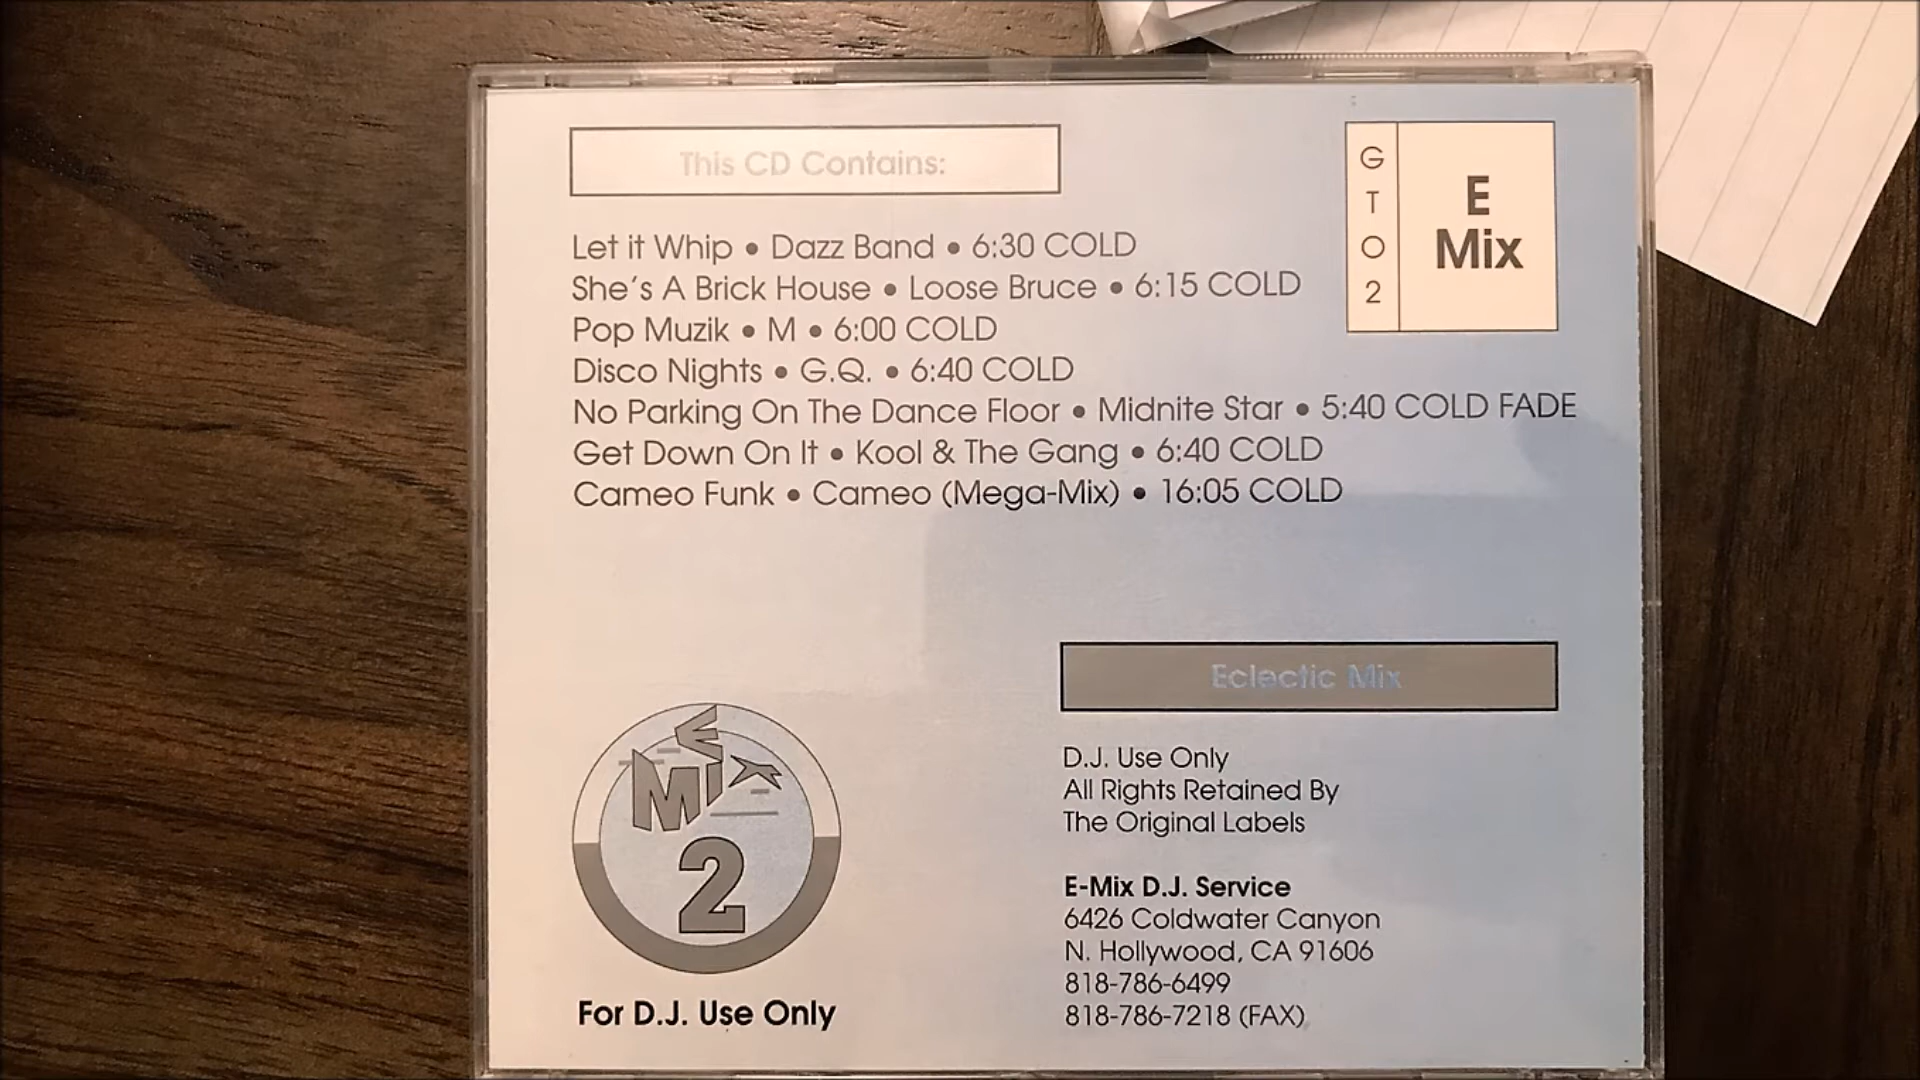 This CD Contains:
Let it Whip • Dazz Band • 6:30 COLD
She's A Brick House • Loose Bruce • 6:15 COLD
Pop Muzik • M • 6:00 COLD
Disco Nights • G.Q. • 6:40 COLD
No Parking On The Dance Floor • Midnite Star • 5:40 COLD FADE
Get Down On It • Kool & The Gang • 6:40 COLD
Cameo Funk • Cameo (Mega-Mix) • 16:05 COLD
GTO2
E
Mix
E
MIX
2
For D.J. Use Only
Eclectic Mix
D.J. Use Only
All Rights Retained By
The Original Labels
E-Mix D.J. Service
6426 Coldwater Canyon
N. Hollywood, CA 91606
818-786-6499
818-786-7218 (FAX)